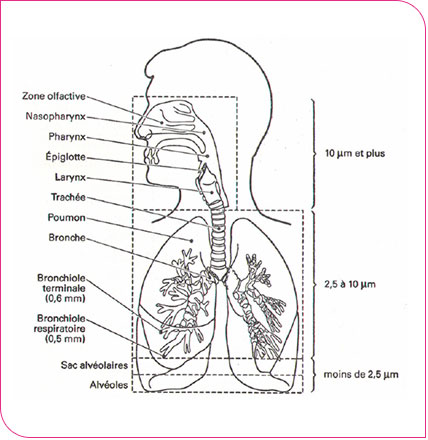 Zone olfactive
Nasopharynx
Pharynx
Épiglotte
Larynx
Trachée
Poumon
Bronche
Bronchiole
terminale
(0,6 mm)
Bronchiole
respiratoire
(0,5 mm)
Sac alvéolaires
Alvéoles
10 µm et plus
2,5 à 10 µm
moins de 2,5 µm